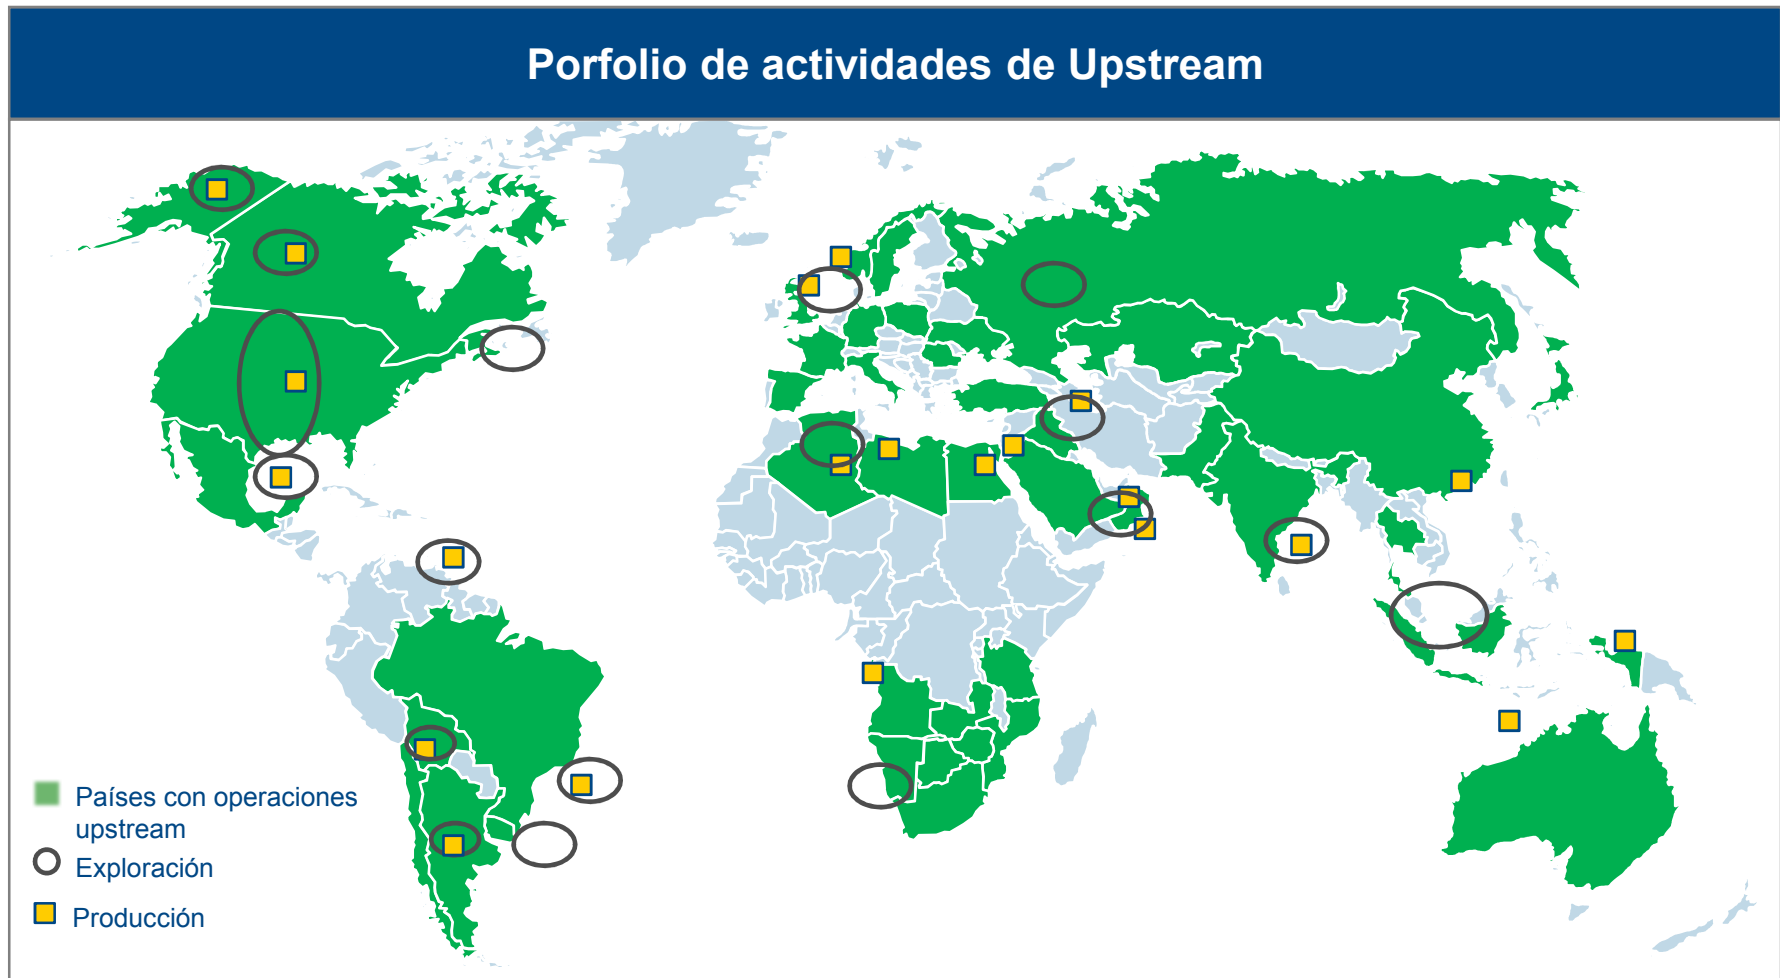 Porfolio de actividades de Upstream
Países con operaciones
upstream
Exploración
Producción